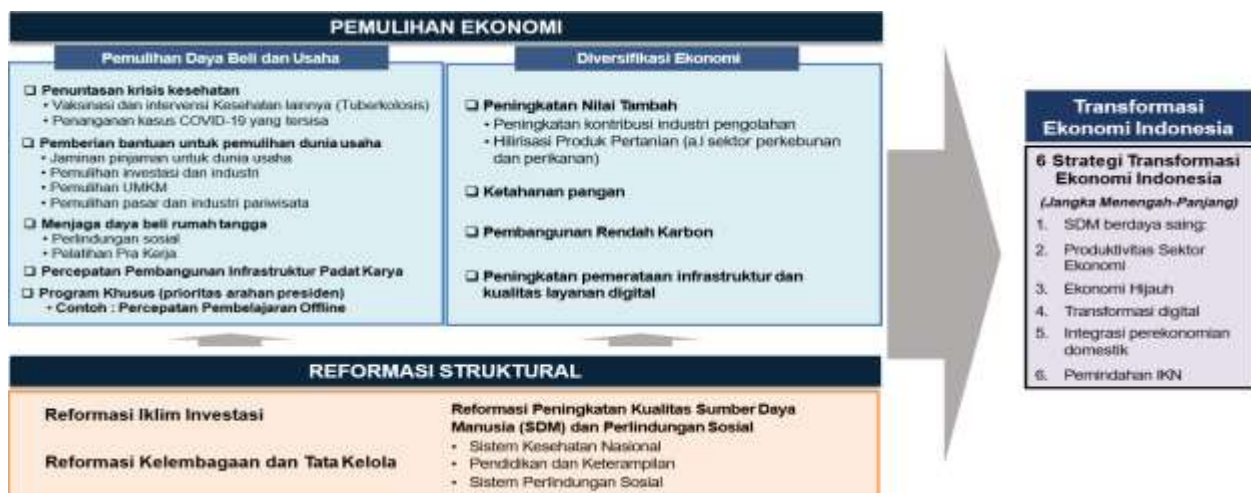 PEMULIHAN EKONOMI
Pemulihan Daya Beli dan Usaha
❑ Penuntasan krisis kesehatan
• Vaksinasi dan intervensi Kesehatan lainnya (Tuberkolosis)
• Penanganan kasus COVID-19 yang tersisa
❑ Pemberian bantuan untuk pemulihan dunia usaha
• Jaminan pinjaman untuk dunia usaha
• Pemulihan investasi dan industri
• Pemulihan UMKM
• Pemulihan pasar dan industri pariwisata
❑ Menjaga daya beli rumah tangga
• Perlindungan sosial
• Pelatihan Pra Kerja
❑ Percepatan Pembangunan Infrastruktur Padat Karya
❑ Program Khusus (prioritas arahan presiden)
• Contoh : Percepatan Pembelajaran Offline
Diversifikasi Ekonomi
❑ Peningkatan Nilai Tambah
• Peningkatan kontribusi industri pengolahan
• Hilirisasi Produk Pertanian (a.l sektor perkebunan
dan perikanan)
❑ Ketahanan pangan
❑ Pembangunan Rendah Karbon
❑ Peningkatan pemerataan infrastruktur dan
kualitas layanan digital
REFORMASI STRUKTURAL
Reformasi Iklim Investasi
Reformasi Kelembagaan dan Tata Kelola
Reformasi Peningkatan Kualitas Sumber Daya
Manusia (SDM) dan Perlindungan Sosial
• Sistem Kesehatan Nasional
• Pendidikan dan Keterampilan
• Sistem Perlindungan Sosial
Transformasi
Ekonomi Indonesia
6 Strategi Transformasi
Ekonomi Indonesia
(Jangka Menengah-Panjang)
1. SDM berdaya saing:
2. Produktivitas Sektor
Ekonomi
3. Ekonomi Hijauh
4. Transformasi digital
5. Integrasi perekonomian
domestik
6. Pemindahan IKN